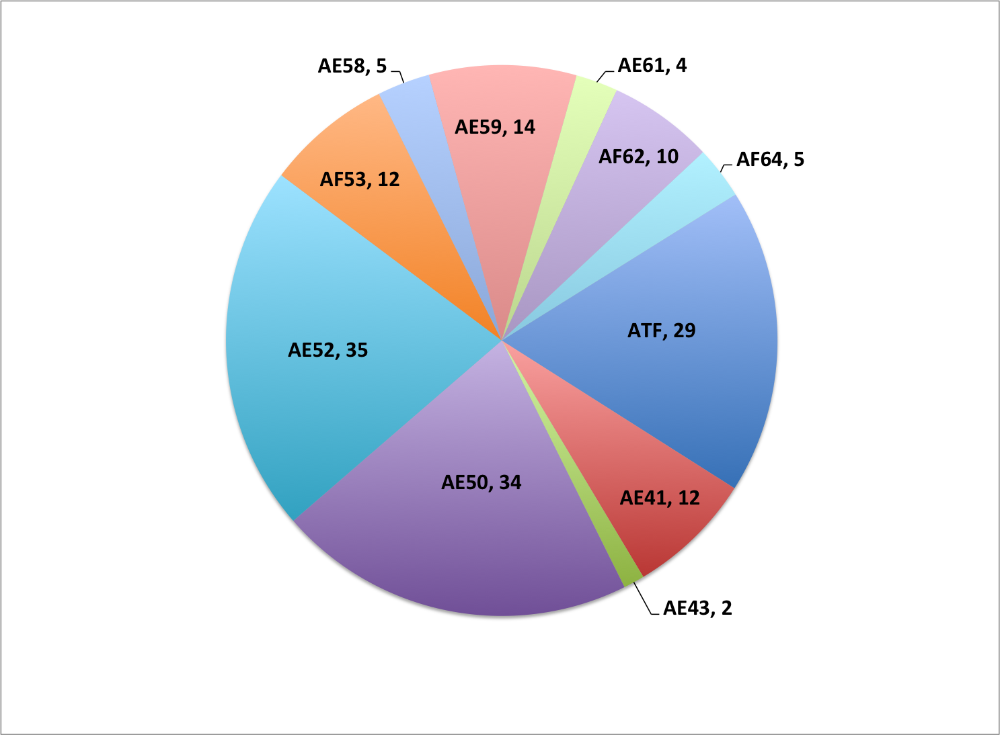 AE58, 5
AE61, 4
AE59, 14
AF62, 10
AF64, 5
AF53, 12
ATF, 29
AE52, 35
AE50, 34
AE41, 12
AE43, 2